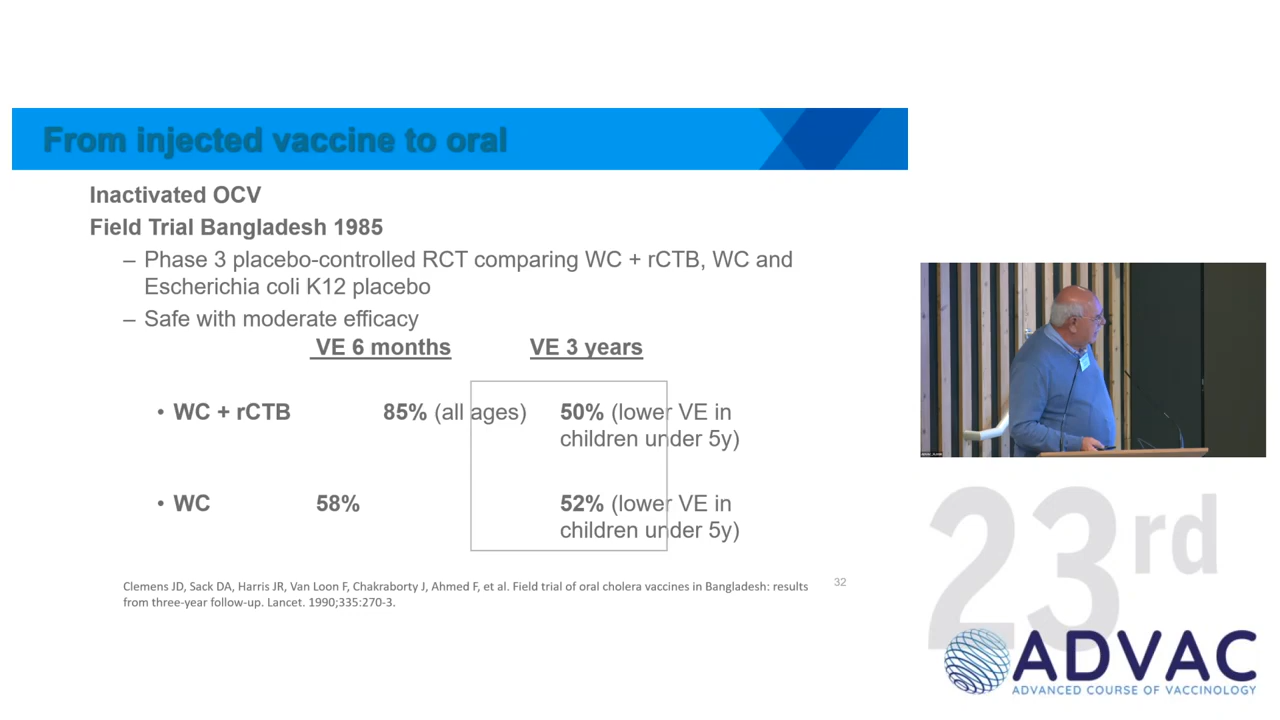 From injected vaccine to oral
Inactivated OCV
Field Trial Bangladesh 1985
– Phase 3 placebo-controlled RCT comparing WC + rCTB, WC and
Escherichia coli K12 placebo
– Safe with moderate efficacy
VE 6 months VE 3 years
• WC + rCTB 85% (all ages) 50% (lower VE in
children under 5y)
• WC 58% 52% (lower VE in
children under 5y)
Clemens JD, Sack DA, Harris JR, Van Loon F, Chakraborty J, Ahmed F, et al. Field trial of oral cholera vaccines in Bangladesh: results
from three-year follow-up. Lancet. 1990;335:270-3.
32
23rd
ADVAC
ADVANCED COURSE OF VACCINOLOGY